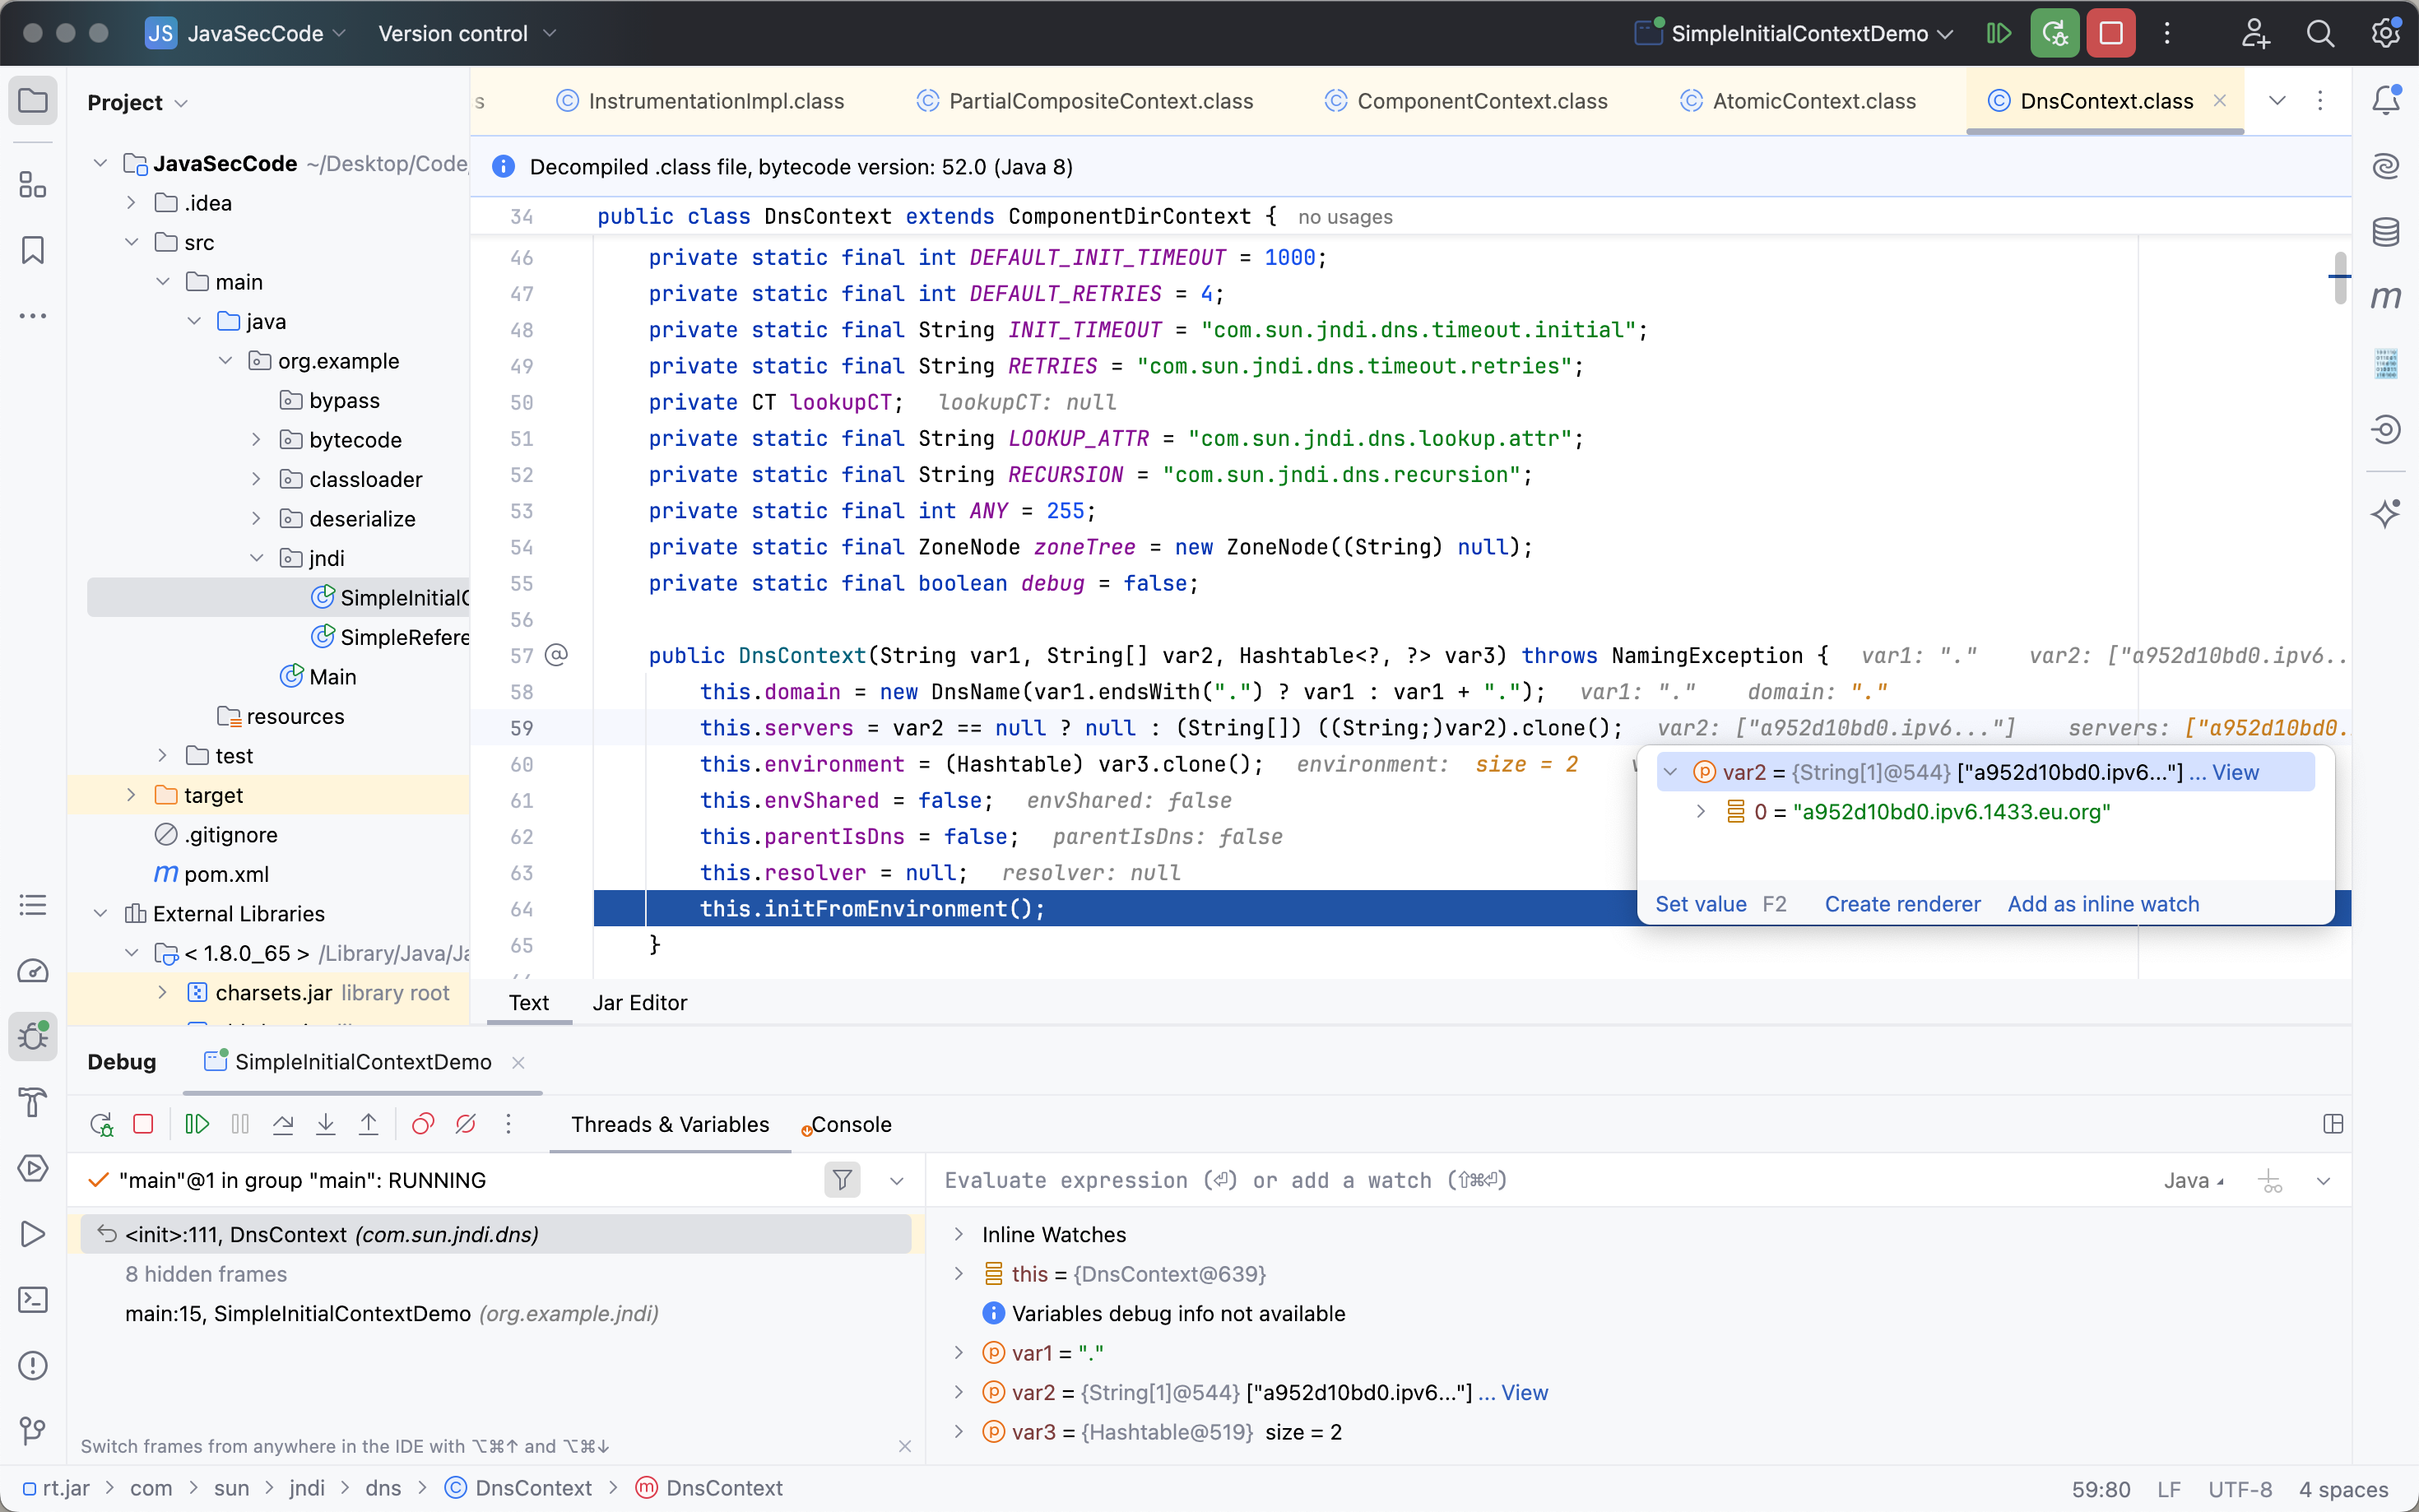 JS JavaSecCode Version control SimpleInitialContextDemo
Project
s InstrumentationImpl.class PartialCompositeContext.class ComponentContext.class AtomicContext.class DnsContext.class
JavaSecCode ~/Desktop/Code/
.idea
src
main
java
org.example
bypass
bytecode
classloader
deserialize
jndi
SimpleInitialC
SimpleRefere
Main
resources
test
target
.gitignore
pom.xml
External Libraries
< 1.8.0_65 > /Library/Java/Ja
charsets.jar library root
Decompiled .class file, bytecode version: 52.0 (Java 8)
34 public class DnsContext extends ComponentDirContext { no usages
46 private static final int DEFAULT_INIT_TIMEOUT = 1000;
47 private static final int DEFAULT_RETRIES = 4;
48 private static final String INIT_TIMEOUT = "com.sun.jndi.dns.timeout.initial";
49 private static final String RETRIES = "com.sun.jndi.dns.timeout.retries";
50 private CT lookupCT; lookupCT: null
51 private static final String LOOKUP_ATTR = "com.sun.jndi.dns.lookup.attr";
52 private static final String RECURSION = "com.sun.jndi.dns.recursion";
53 private static final int ANY = 255;
54 private static final ZoneNode zoneTree = new ZoneNode((String) null);
55 private static final boolean debug = false;
56
57 @ public DnsContext(String var1, String[] var2, Hashtable<?, ?> var3) throws NamingException { var1: "." var2: ["a952d10bd0.ipv6..
58 this.domain = new DnsName(var1.endsWith(".") ? var1 : var1 + "."); var1: "." domain: "."
59 this.servers = var2 == null ? null : (String[]) ((String;)var2).clone(); var2: ["a952d10bd0.ipv6..."] servers: ["a952d10bd0.
60 this.environment = (Hashtable) var3.clone(); environment: size = 2
61 this.envShared = false; envShared: false
62 this.parentIsDns = false; parentIsDns: false
63 this.resolver = null; resolver: null
64 this.initFromEnvironment();
65 }
var2 = {String[1]@544} ["a952d10bd0.ipv6..."] ... View
0 = "a952d10bd0.ipv6.1433.eu.org"
Set value F2 Create renderer Add as inline watch
Text Jar Editor
Debug SimpleInitialContextDemo
Threads & Variables Console
"main"@1 in group "main": RUNNING
<init>:111, DnsContext (com.sun.jndi.dns)
8 hidden frames
main:15, SimpleInitialContextDemo (org.example.jndi)
Switch frames from anywhere in the IDE with ⌥⌘↑ and ⌥⌘↓
Evaluate expression (⏎) or add a watch (⇧⌘⏎) Java
Inline Watches
this = {DnsContext@639}
Variables debug info not available
var1 = "."
var2 = {String[1]@544} ["a952d10bd0.ipv6..."] ... View
var3 = {Hashtable@519} size = 2
rt.jar > com > sun > jndi > dns > DnsContext > DnsContext 59:80 LF UTF-8 4 spaces